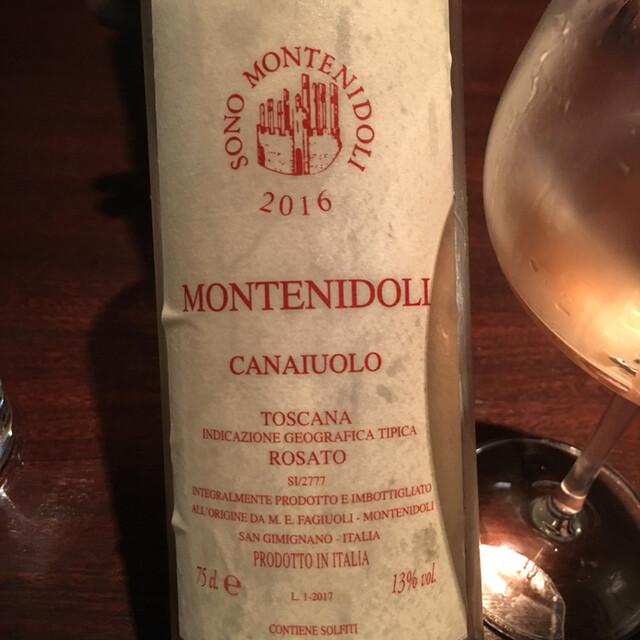 SONO MONTENIDOLI
2016
MONTENIDOLI
CANAIUOLO
TOSCANA
INDICAZIONE GEOGRAFICA TIPICA
ROSATO
SI/2777
INTEGRALMENTE PRODOTTO E IMBOTTIGLIATO
ALL'ORIGINE DA M. E. FAGIUOLI - MONTENIDOLI
SAN GIMIGNANO - ITALIA
PRODOTTO IN ITALIA
75 cl. e 13% vol.
L. 1-2017
CONTIENE SOLFITI